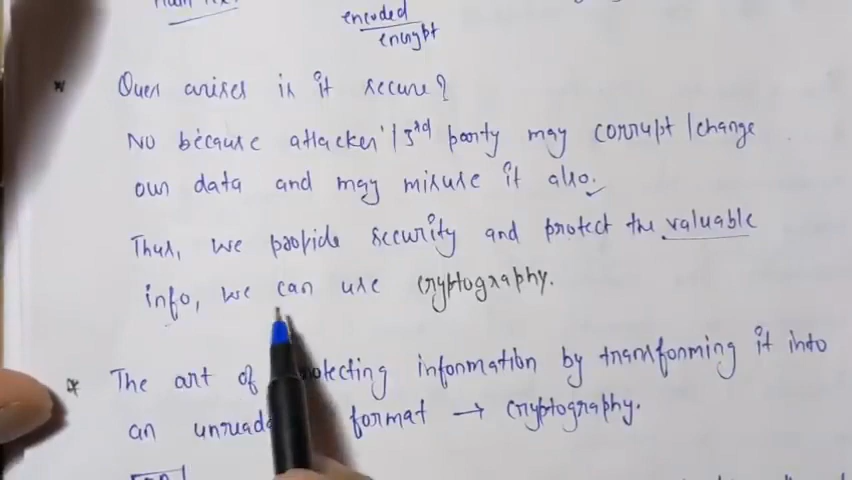 encoded
encrypt
* Ques arises is it secure?
No because attacker'/3rd party may corrupt/change
our data and may misuse it also.
Thus, we provide security and protect the valuable
info, we can use cryptography.
* The art of protecting information by transforming it into
an format → cryptography.